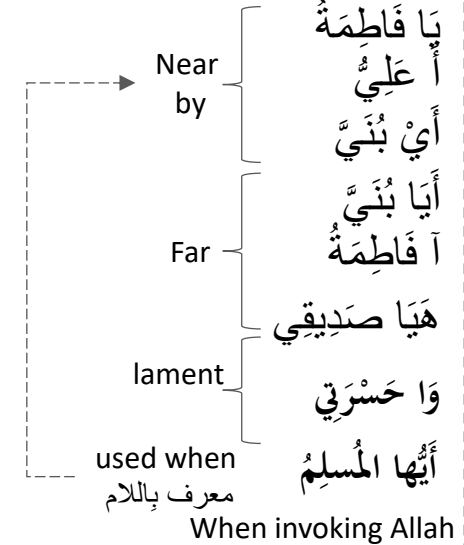 يَا فَاطِمَةُ
أَ عَلِيُّ
أَيْ بُنَيَّ
Near
by
أَيَا بُنَيَّ
آ فَاطِمَةُ
هَيَا صَدِيقِي
Far
وَا حَسْرَتِي
lament
أَيُّها المُسلِمُ
used when
معرف بِاللام
When invoking Allah